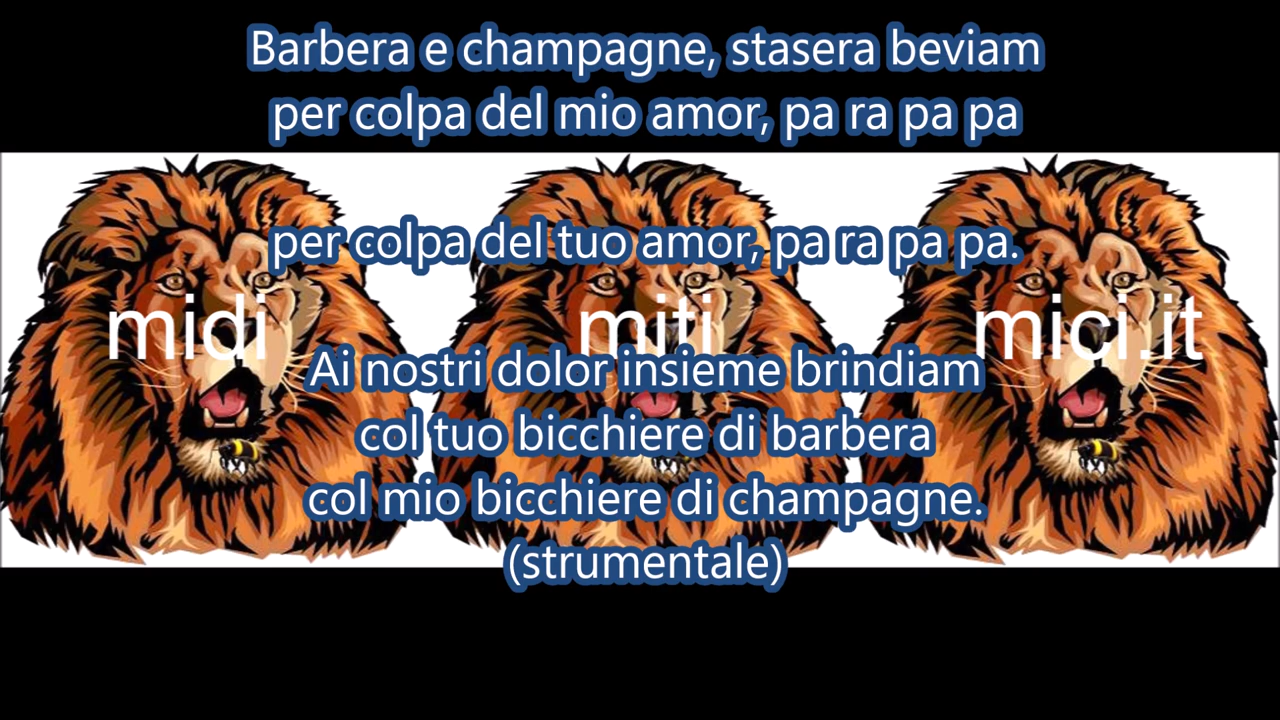 Barbera e champagne, stasera beviam
per colpa del mio amor, pa ra pa pa
per colpa del tuo amor, pa ra pa pa.
midi miti mici.it
Ai nostri dolor insieme brindiam
col tuo bicchiere di barbera
col mio bicchiere di champagne.
(strumentale)